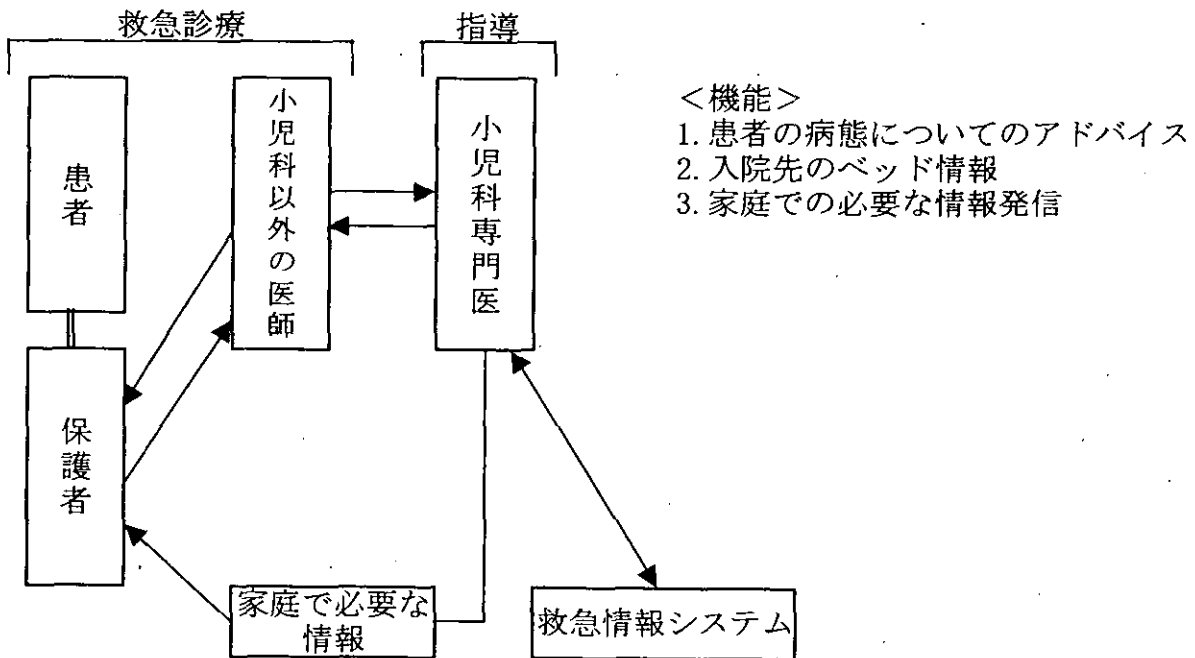 救急診療
指導
患者
小児科以外の医師
小児科専門医
保護者
<機能>
1. 患者の病態についてのアドバイス
2. 入院先のベッド情報
3. 家庭での必要な情報発信
家庭で必要な
情報
救急情報システム